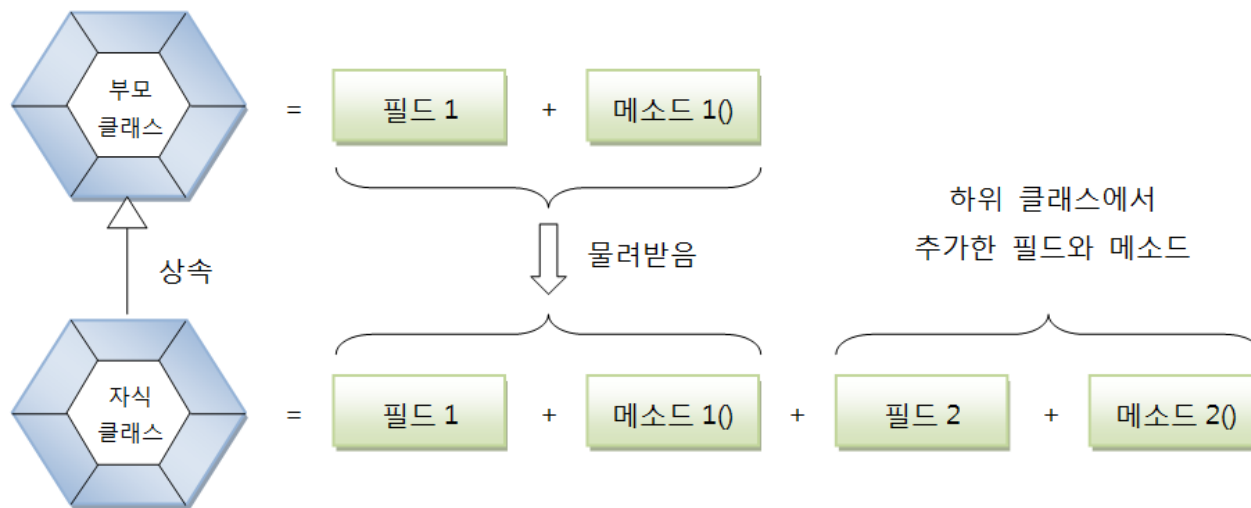 부모
클래스
=
필드 1
+
메소드 1()
하위 클래스에서
추가한 필드와 메소드
물려받음
상속
자식
클래스
=
필드 1
+
메소드 1()
+
필드 2
+
메소드 2()